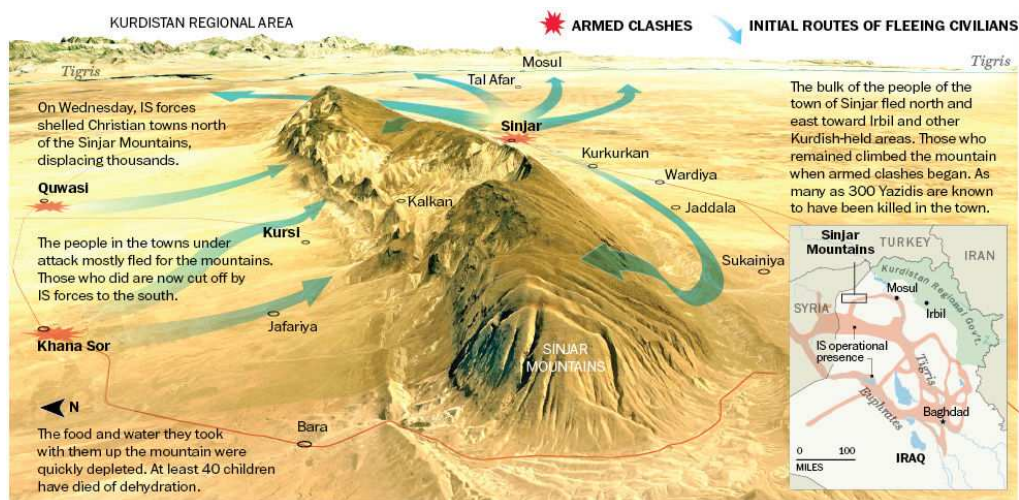 KURDISTAN REGIONAL AREA
ARMED CLASHES
INITIAL ROUTES OF FLEEING CIVILIANS
Tigris
Mosul
Tal Afar
Tigris
On Wednesday, IS forces
shelled Christian towns north
of the Sinjar Mountains,
displacing thousands.
Sinjar
The bulk of the people of the
town of Sinjar fled north and
east toward Irbil and other
Kurdish-held areas. Those who
remained climbed the mountain
when armed clashes began. As
many as 300 Yazidis are known
to have been killed in the town.
Kurkurkan
Wardiya
Quwasi
Kalkan
Jaddala
Kursi
The people in the towns under
attack mostly fled for the mountains.
Those who did are now cut off by
IS forces to the south.
Sukainiya
Jafariya
Khana Sor
SINJAR
MOUNTAINS
N
Bara
The food and water they took
with them up the mountain were
quickly depleted. At least 40 children
have died of dehydration.
Sinjar
Mountains
TURKEY
IRAN
Kurdistan Regional Govt.
SYRIA
Mosul
Irbil
IS operational
presence
Tigris
Euphrates
Baghdad
0 100
MILES
IRAQ